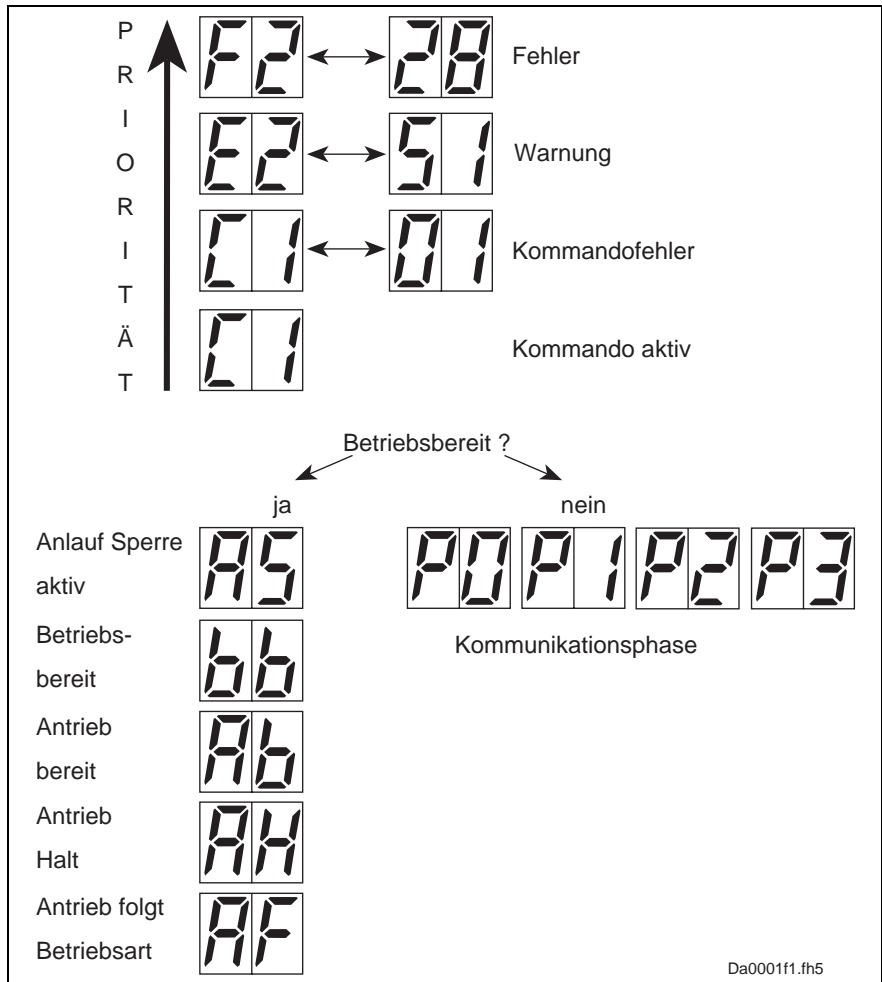 PRIORITÄT
F2 28 Fehler
E2 51 Warnung
C1 01 Kommandofehler
C1 Kommando aktiv
Betriebsbereit ?
ja nein
Anlauf Sperre
aktiv
AS
P0 P1 P2 P3
Kommunikationsphase
Betriebs-
bereit
bb
Antrieb
bereit
Ab
Antrieb
Halt
AH
Antrieb folgt
Betriebsart
AF
Da0001f1.fh5